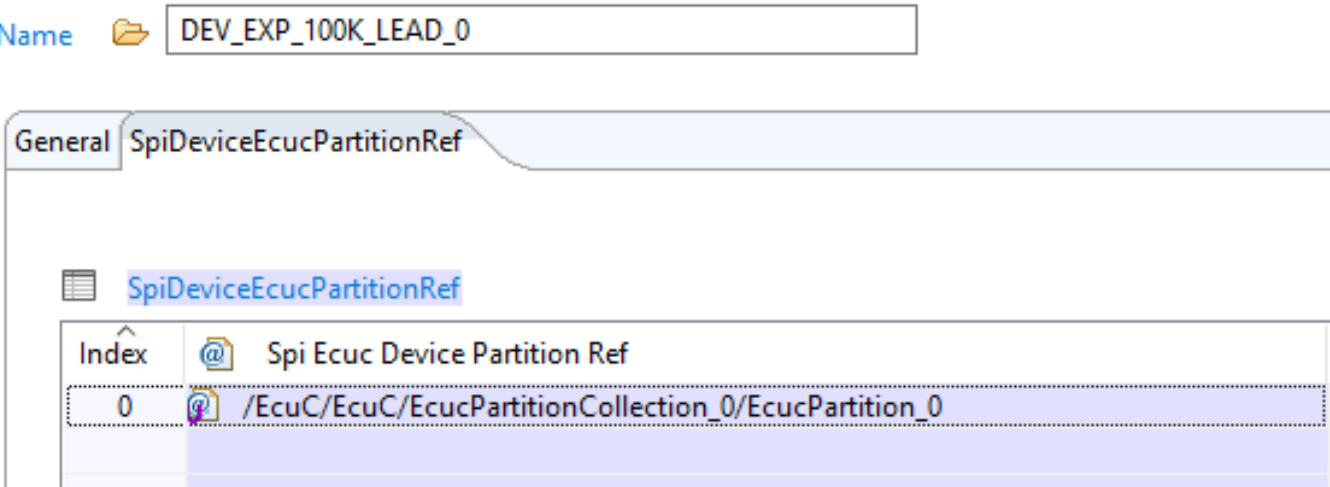 Name DEV_EXP_100K_LEAD_0
General SpiDeviceEcucPartitionRef
SpiDeviceEcucPartitionRef
Index Spi Ecuc Device Partition Ref
0 /EcuC/EcuC/EcucPartitionCollection_0/EcucPartition_0